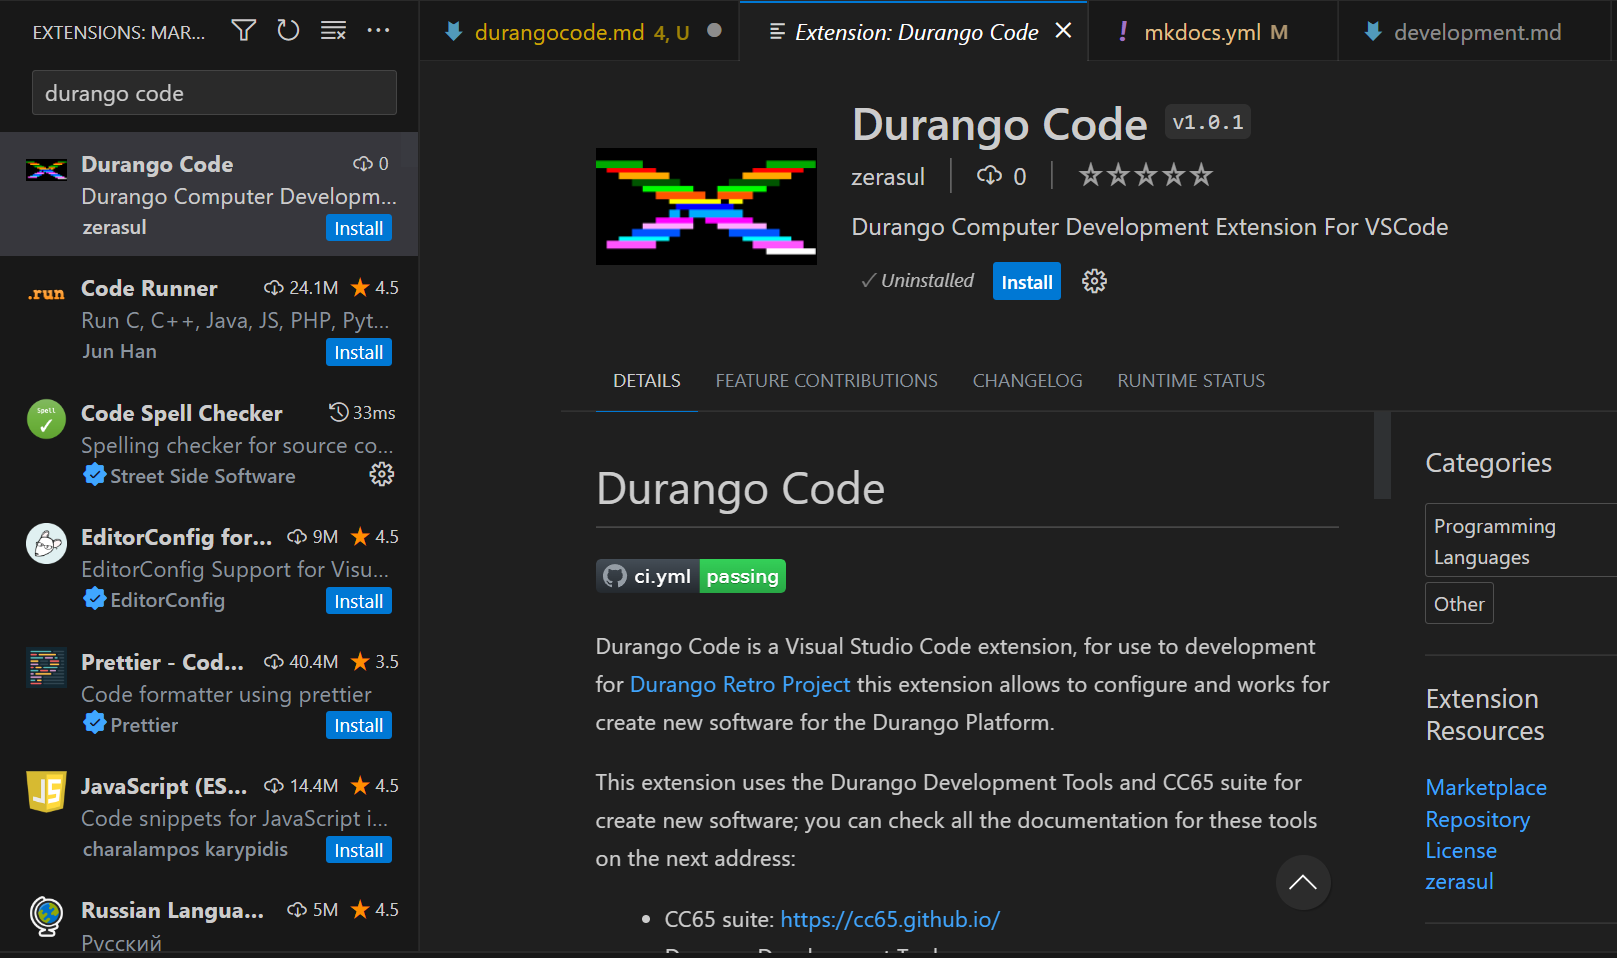 EXTENSIONS: MAR...
durango code
Durango Code 0
Durango Computer Developm...
zerasul Install
.run Code Runner 24.1M 4.5
Run C, C++, Java, JS, PHP, Pyt...
Jun Han Install
Spell Code Spell Checker 33ms
Spelling checker for source co...
Street Side Software
EditorConfig for... 9M 4.5
EditorConfig Support for Visu...
EditorConfig Install
Prettier - Cod... 40.4M 3.5
Code formatter using prettier
Prettier Install
JS JavaScript (ES... 14.4M 4.5
Code snippets for JavaScript i...
charalampos karypidis Install
Russian Langua... 5M 4.5
Русский
durangocode.md 4, U
Extension: Durango Code
! mkdocs.yml M
development.md
Durango Code v1.0.1
zerasul 0
Durango Computer Development Extension For VSCode
Uninstalled Install
DETAILS FEATURE CONTRIBUTIONS CHANGELOG RUNTIME STATUS
Durango Code
ci.yml passing
Durango Code is a Visual Studio Code extension, for use to development
for Durango Retro Project this extension allows to configure and works for
create new software for the Durango Platform.
This extension uses the Durango Development Tools and CC65 suite for
create new software; you can check all the documentation for these tools
on the next address:
• CC65 suite: https://cc65.github.io/
Categories
Programming
Languages
Other
Extension
Resources
Marketplace
Repository
License
zerasul